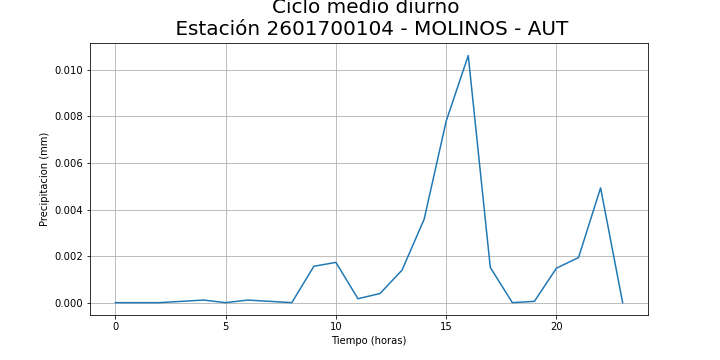 Ciclo medio diurno
Estación 2601700104 - MOLINOS - AUT
0.010
0.008
0.006
0.004
0.002
0.000
Precipitacion (mm)
0 5 10 15 20
Tiempo (horas)